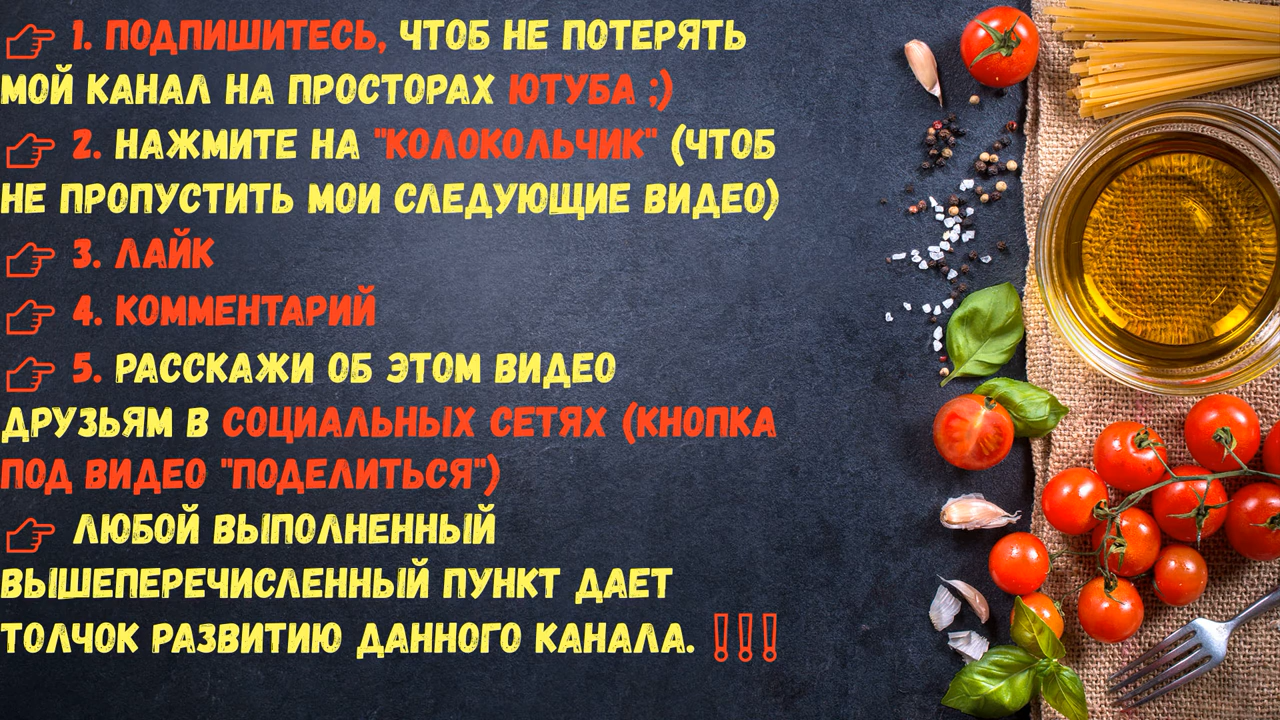 👉 1. ПОДПИШИТЕСЬ, ЧТОБ НЕ ПОТЕРЯТЬ
МОЙ КАНАЛ НА ПРОСТОРАХ ЮТУБА ;)
👉 2. НАЖМИТЕ НА "КОЛОКОЛЬЧИК" (ЧТОБ
НЕ ПРОПУСТИТЬ МОИ СЛЕДУЮЩИЕ ВИДЕО)
👉 3. ЛАЙК
👉 4. КОММЕНТАРИЙ
👉 5. РАССКАЖИ ОБ ЭТОМ ВИДЕО
ДРУЗЬЯМ В СОЦИАЛЬНЫХ СЕТЯХ (КНОПКА
ПОД ВИДЕО "ПОДЕЛИТЬСЯ")
👉 ЛЮБОЙ ВЫПОЛНЕННЫЙ
ВЫШЕПЕРЕЧИСЛЕННЫЙ ПУНКТ ДАЕТ
ТОЛЧОК РАЗВИТИЮ ДАННОГО КАНАЛА. !!!